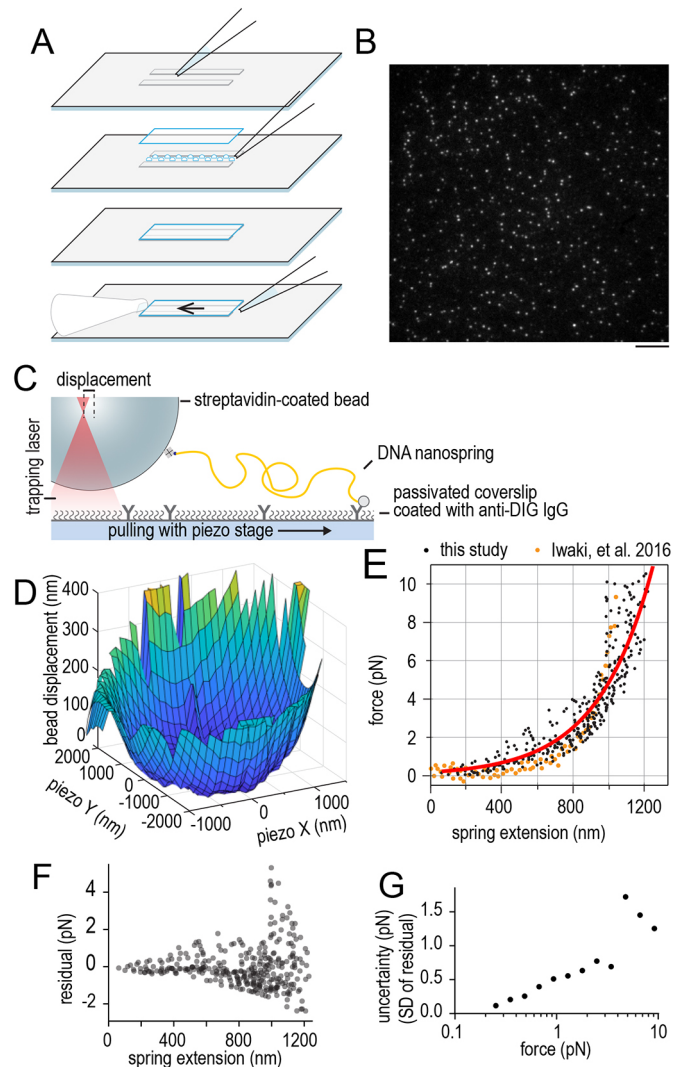 A
B
C
displacement
streptavidin-coated bead
trapping laser
DNA nanospring
passivated coverslip
coated with anti-DIG IgG
pulling with piezo stage
D
bead displacement (nm)
400
300
200
100
0
2000
1000
0
-1000
-2000
piezo Y (nm)
-1000
0
1000
piezo X (nm)
E
this study
Iwaki, et al. 2016
force (pN)
10
8
6
4
2
0
0 400 800 1200
spring extension (nm)
F
residual (pN)
4
2
0
-2
0 400 800 1200
spring extension (nm)
G
uncertainty (pN)
(SD of residual)
1.5
1.0
0.5
0.0
0.1 1 10
force (pN)